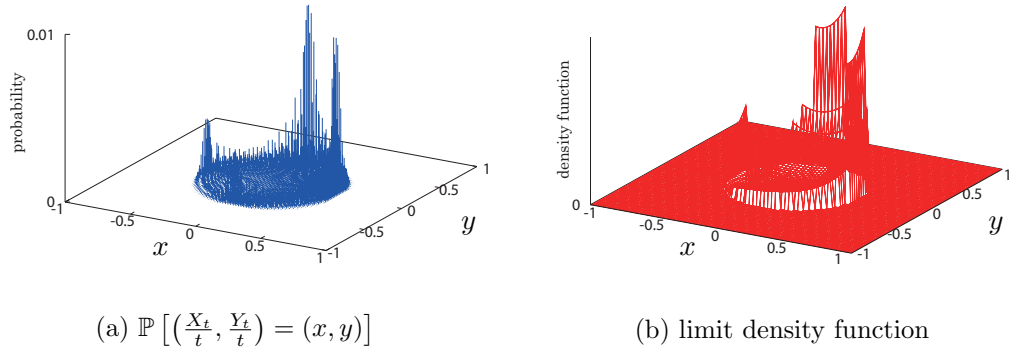 0.01
probability
0
-1
-0.5
0
0.5
1
x
-1
-0.5
0
0.5
1
y
density function
0
-1
-0.5
0
0.5
1
x
-1
-0.5
0
0.5
1
y
(a) ℙ [(X_t/t, Y_t/t) = (x, y)]
(b) limit density function